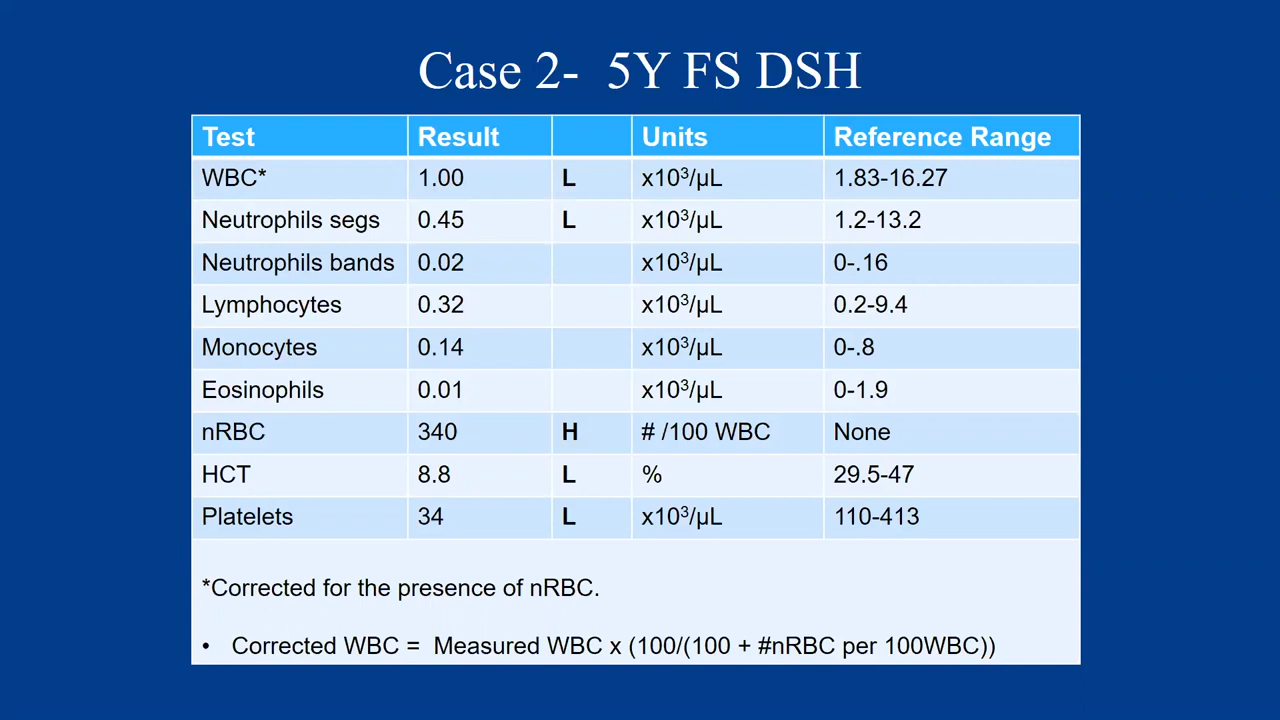 Case 2-  5Y FS DSH
Test Result Units Reference Range
WBC* 1.00 L x10³/µL 1.83-16.27
Neutrophils segs 0.45 L x10³/µL 1.2-13.2
Neutrophils bands 0.02 x10³/µL 0-.16
Lymphocytes 0.32 x10³/µL 0.2-9.4
Monocytes 0.14 x10³/µL 0-.8
Eosinophils 0.01 x10³/µL 0-1.9
nRBC 340 H # /100 WBC None
HCT 8.8 L % 29.5-47
Platelets 34 L x10³/µL 110-413
*Corrected for the presence of nRBC.
• Corrected WBC = Measured WBC x (100/(100 + #nRBC per 100WBC))